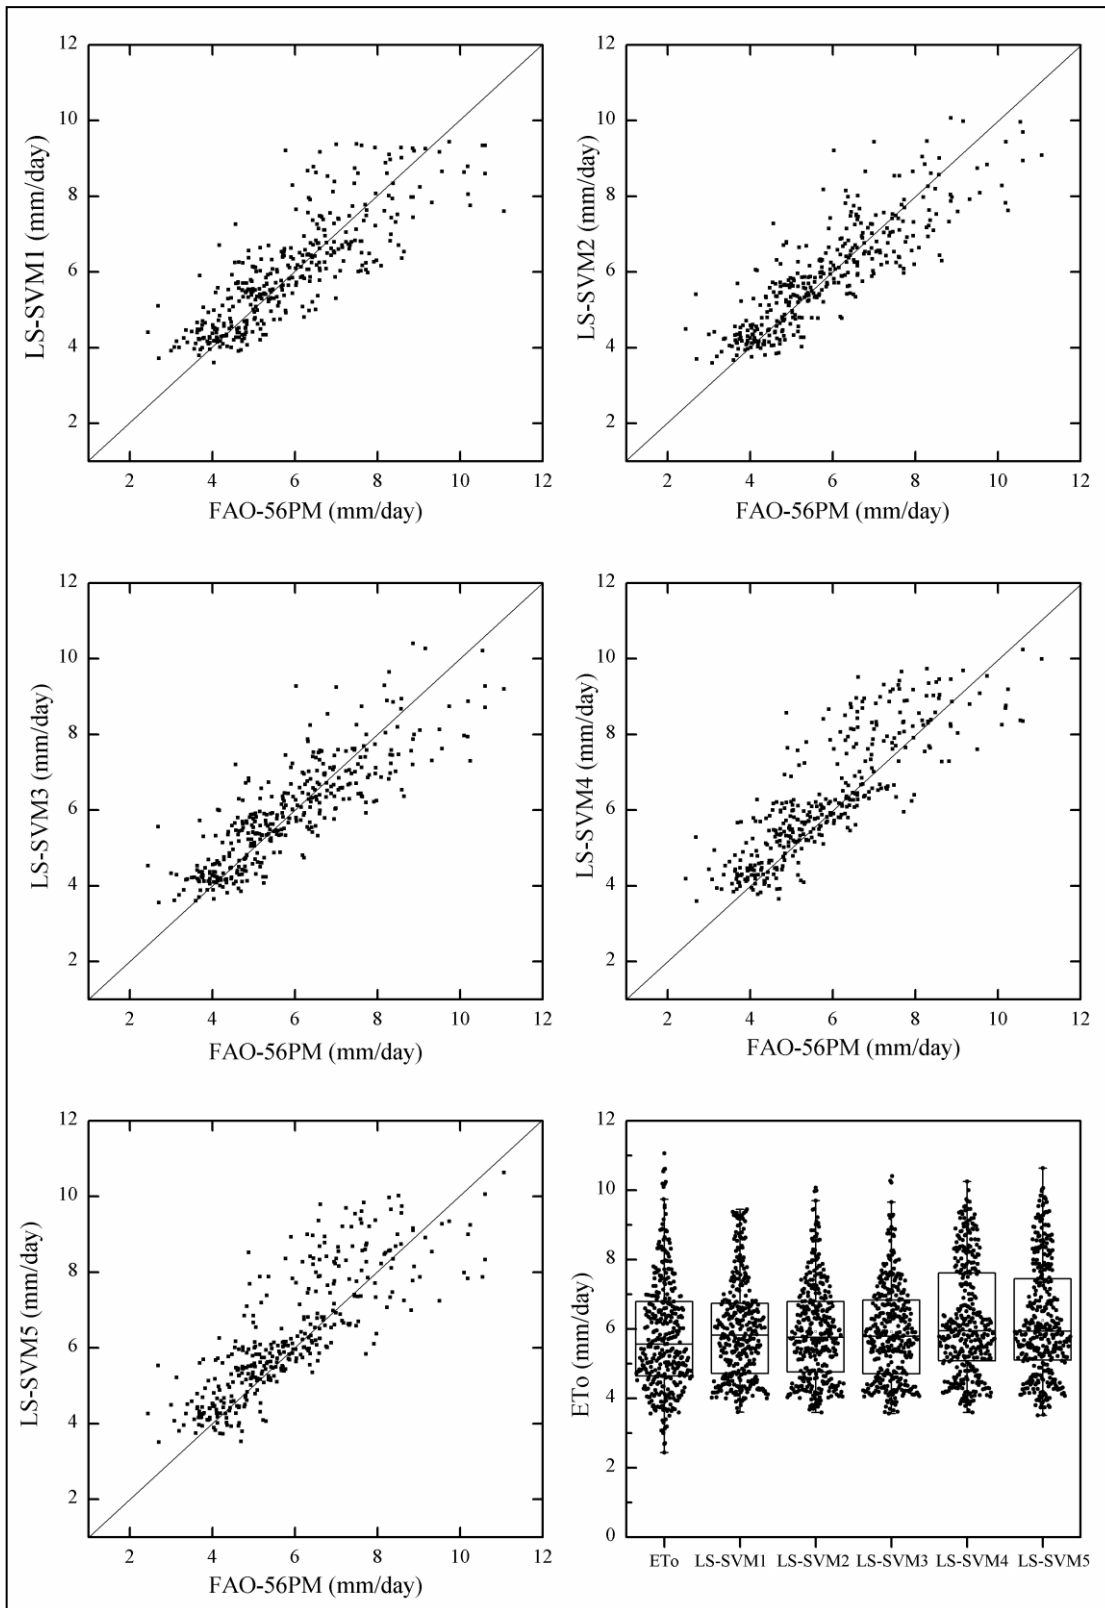 12
10
8
6
4
2
LS-SVM1 (mm/day)
2 4 6 8 10 12
FAO-56PM (mm/day)
12
10
8
6
4
2
LS-SVM2 (mm/day)
2 4 6 8 10 12
FAO-56PM (mm/day)
12
10
8
6
4
2
LS-SVM3 (mm/day)
2 4 6 8 10 12
FAO-56PM (mm/day)
12
10
8
6
4
2
LS-SVM4 (mm/day)
2 4 6 8 10 12
FAO-56PM (mm/day)
12
10
8
6
4
2
LS-SVM5 (mm/day)
2 4 6 8 10 12
FAO-56PM (mm/day)
12
10
8
6
4
2
0
ETo (mm/day)
ETo LS-SVM1 LS-SVM2 LS-SVM3 LS-SVM4 LS-SVM5